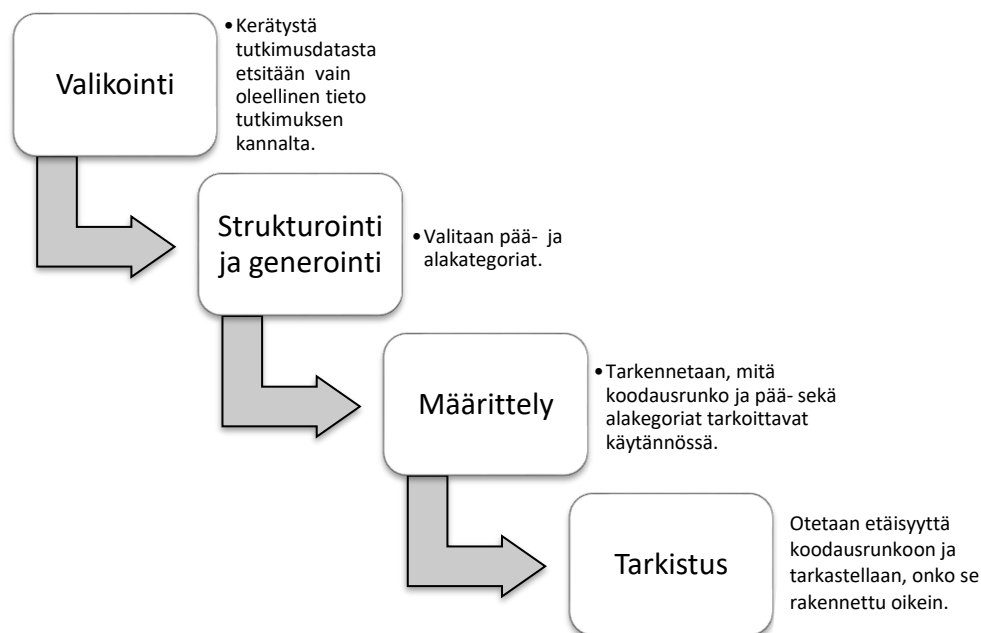 Valikointi
•Kerätystä
tutkimusdatasta
etsitään vain
oleellinen tieto
tutkimuksen
kannalta.
Strukturointi
ja generointi
•Valitaan pää- ja
alakategoriat.
Määrittely
•Tarkennetaan, mitä
koodausrunko ja pää- sekä
alakegoriat tarkoittavat
käytännössä.
Tarkistus
Otetaan etäisyyttä
koodausrunkoon ja
tarkastellaan, onko se
rakennettu oikein.